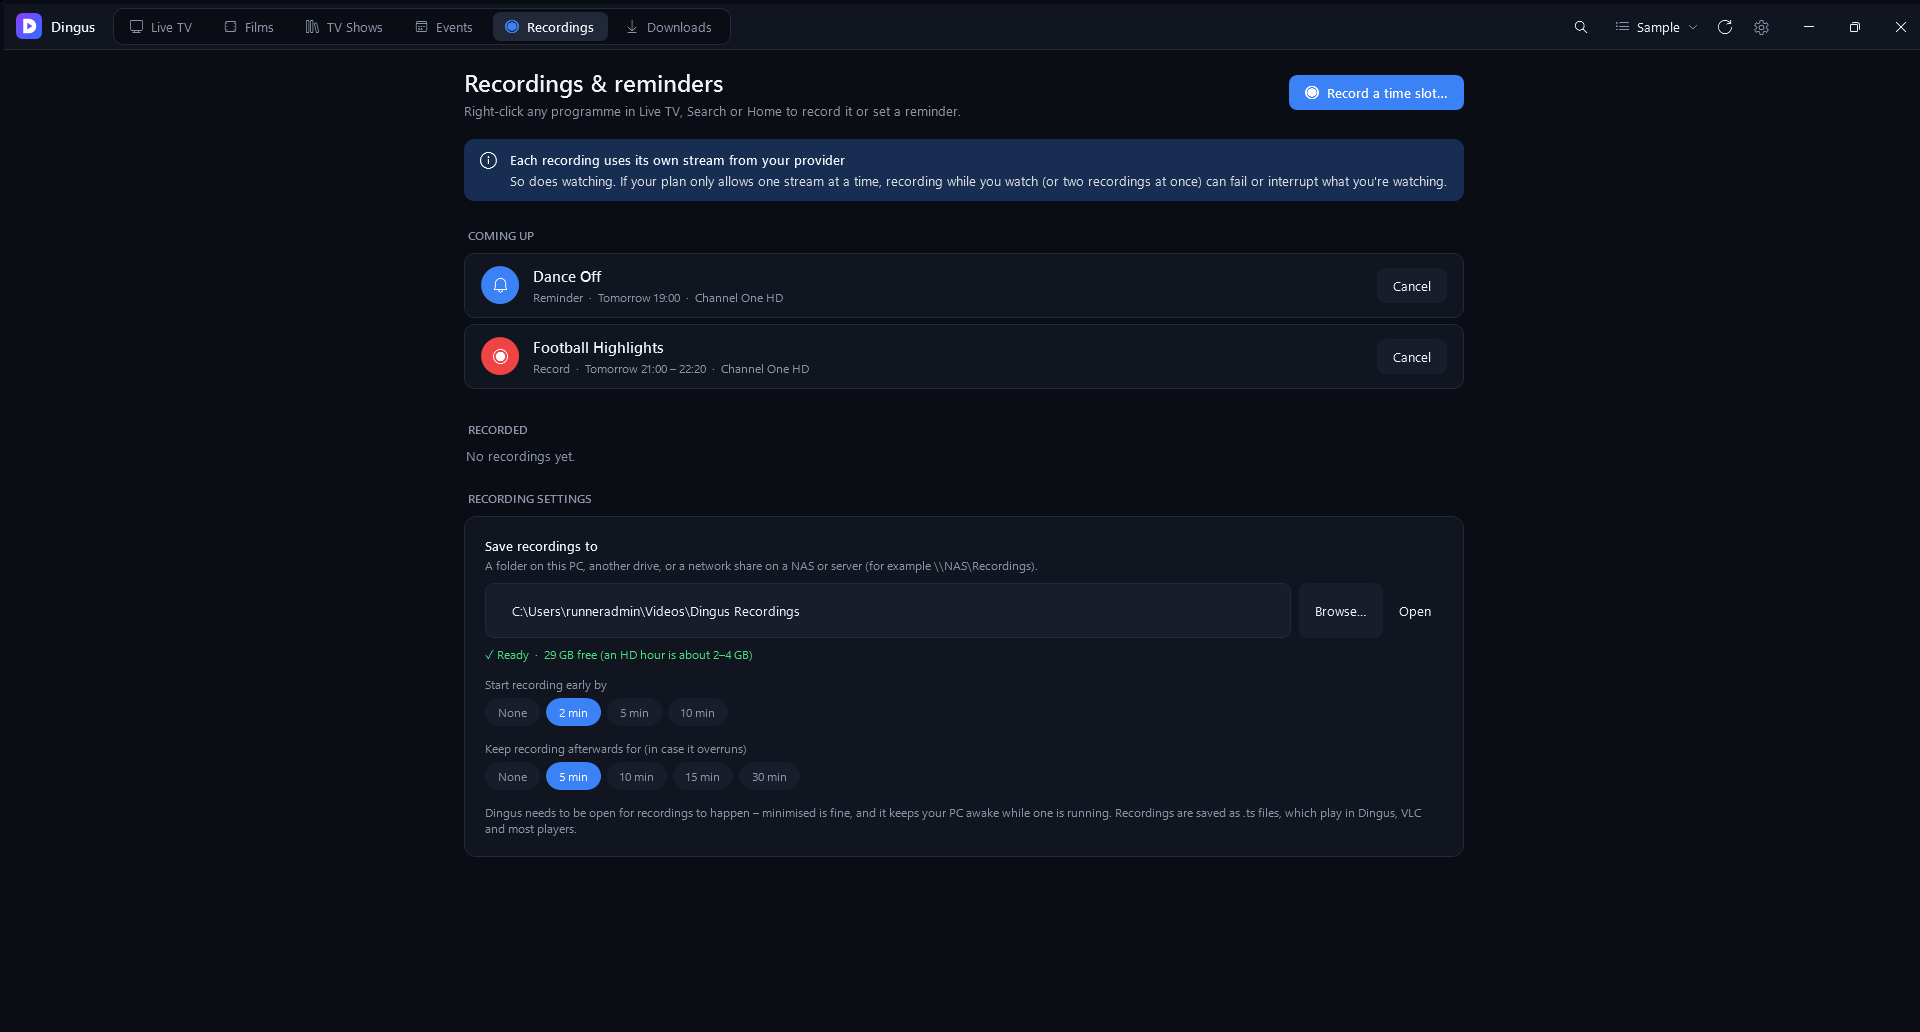 Dingus
Live TV
Films
TV Shows
Events
Recordings
Downloads
Sample
Recordings & reminders
Right-click any programme in Live TV, Search or Home to record it or set a reminder.
Record a time slot...
Each recording uses its own stream from your provider
So does watching. If your plan only allows one stream at a time, recording while you watch (or two recordings at once) can fail or interrupt what you're watching.
COMING UP
Dance Off
Reminder · Tomorrow 19:00 · Channel One HD
Cancel
Football Highlights
Record · Tomorrow 21:00 – 22:20 · Channel One HD
Cancel
RECORDED
No recordings yet.
RECORDING SETTINGS
Save recordings to
A folder on this PC, another drive, or a network share on a NAS or server (for example \\NAS\Recordings).
C:\Users\runneradmin\Videos\Dingus Recordings
Browse...
Open
✓ Ready · 29 GB free (an HD hour is about 2–4 GB)
Start recording early by
None
2 min
5 min
10 min
Keep recording afterwards for (in case it overruns)
None
5 min
10 min
15 min
30 min
Dingus needs to be open for recordings to happen – minimised is fine, and it keeps your PC awake while one is running. Recordings are saved as .ts files, which play in Dingus, VLC
and most players.